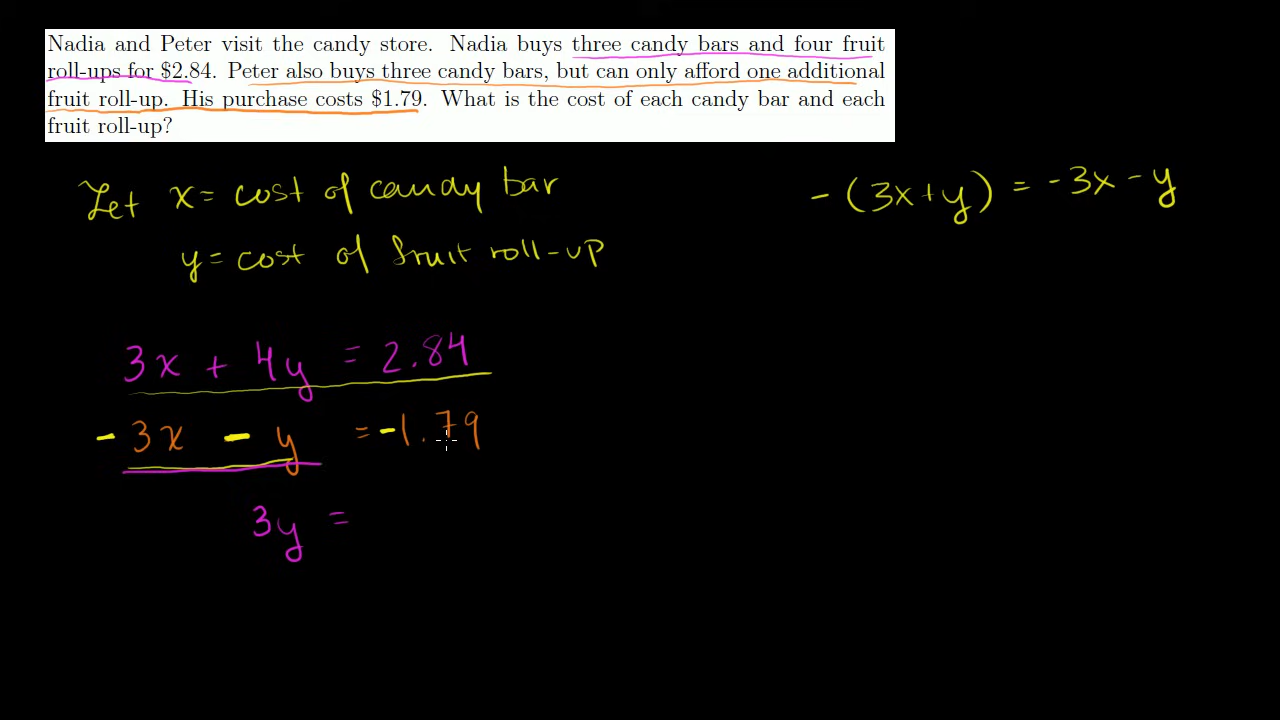 Nadia and Peter visit the candy store. Nadia buys three candy bars and four fruit
roll-ups for $2.84. Peter also buys three candy bars, but can only afford one additional
fruit roll-up. His purchase costs $1.79. What is the cost of each candy bar and each
fruit roll-up?
Let x = cost of candy bar
- (3x+y) = -3x - y
y = cost of fruit roll-up
3x + 4y = 2.84
- 3x - y = -1.79
3y =